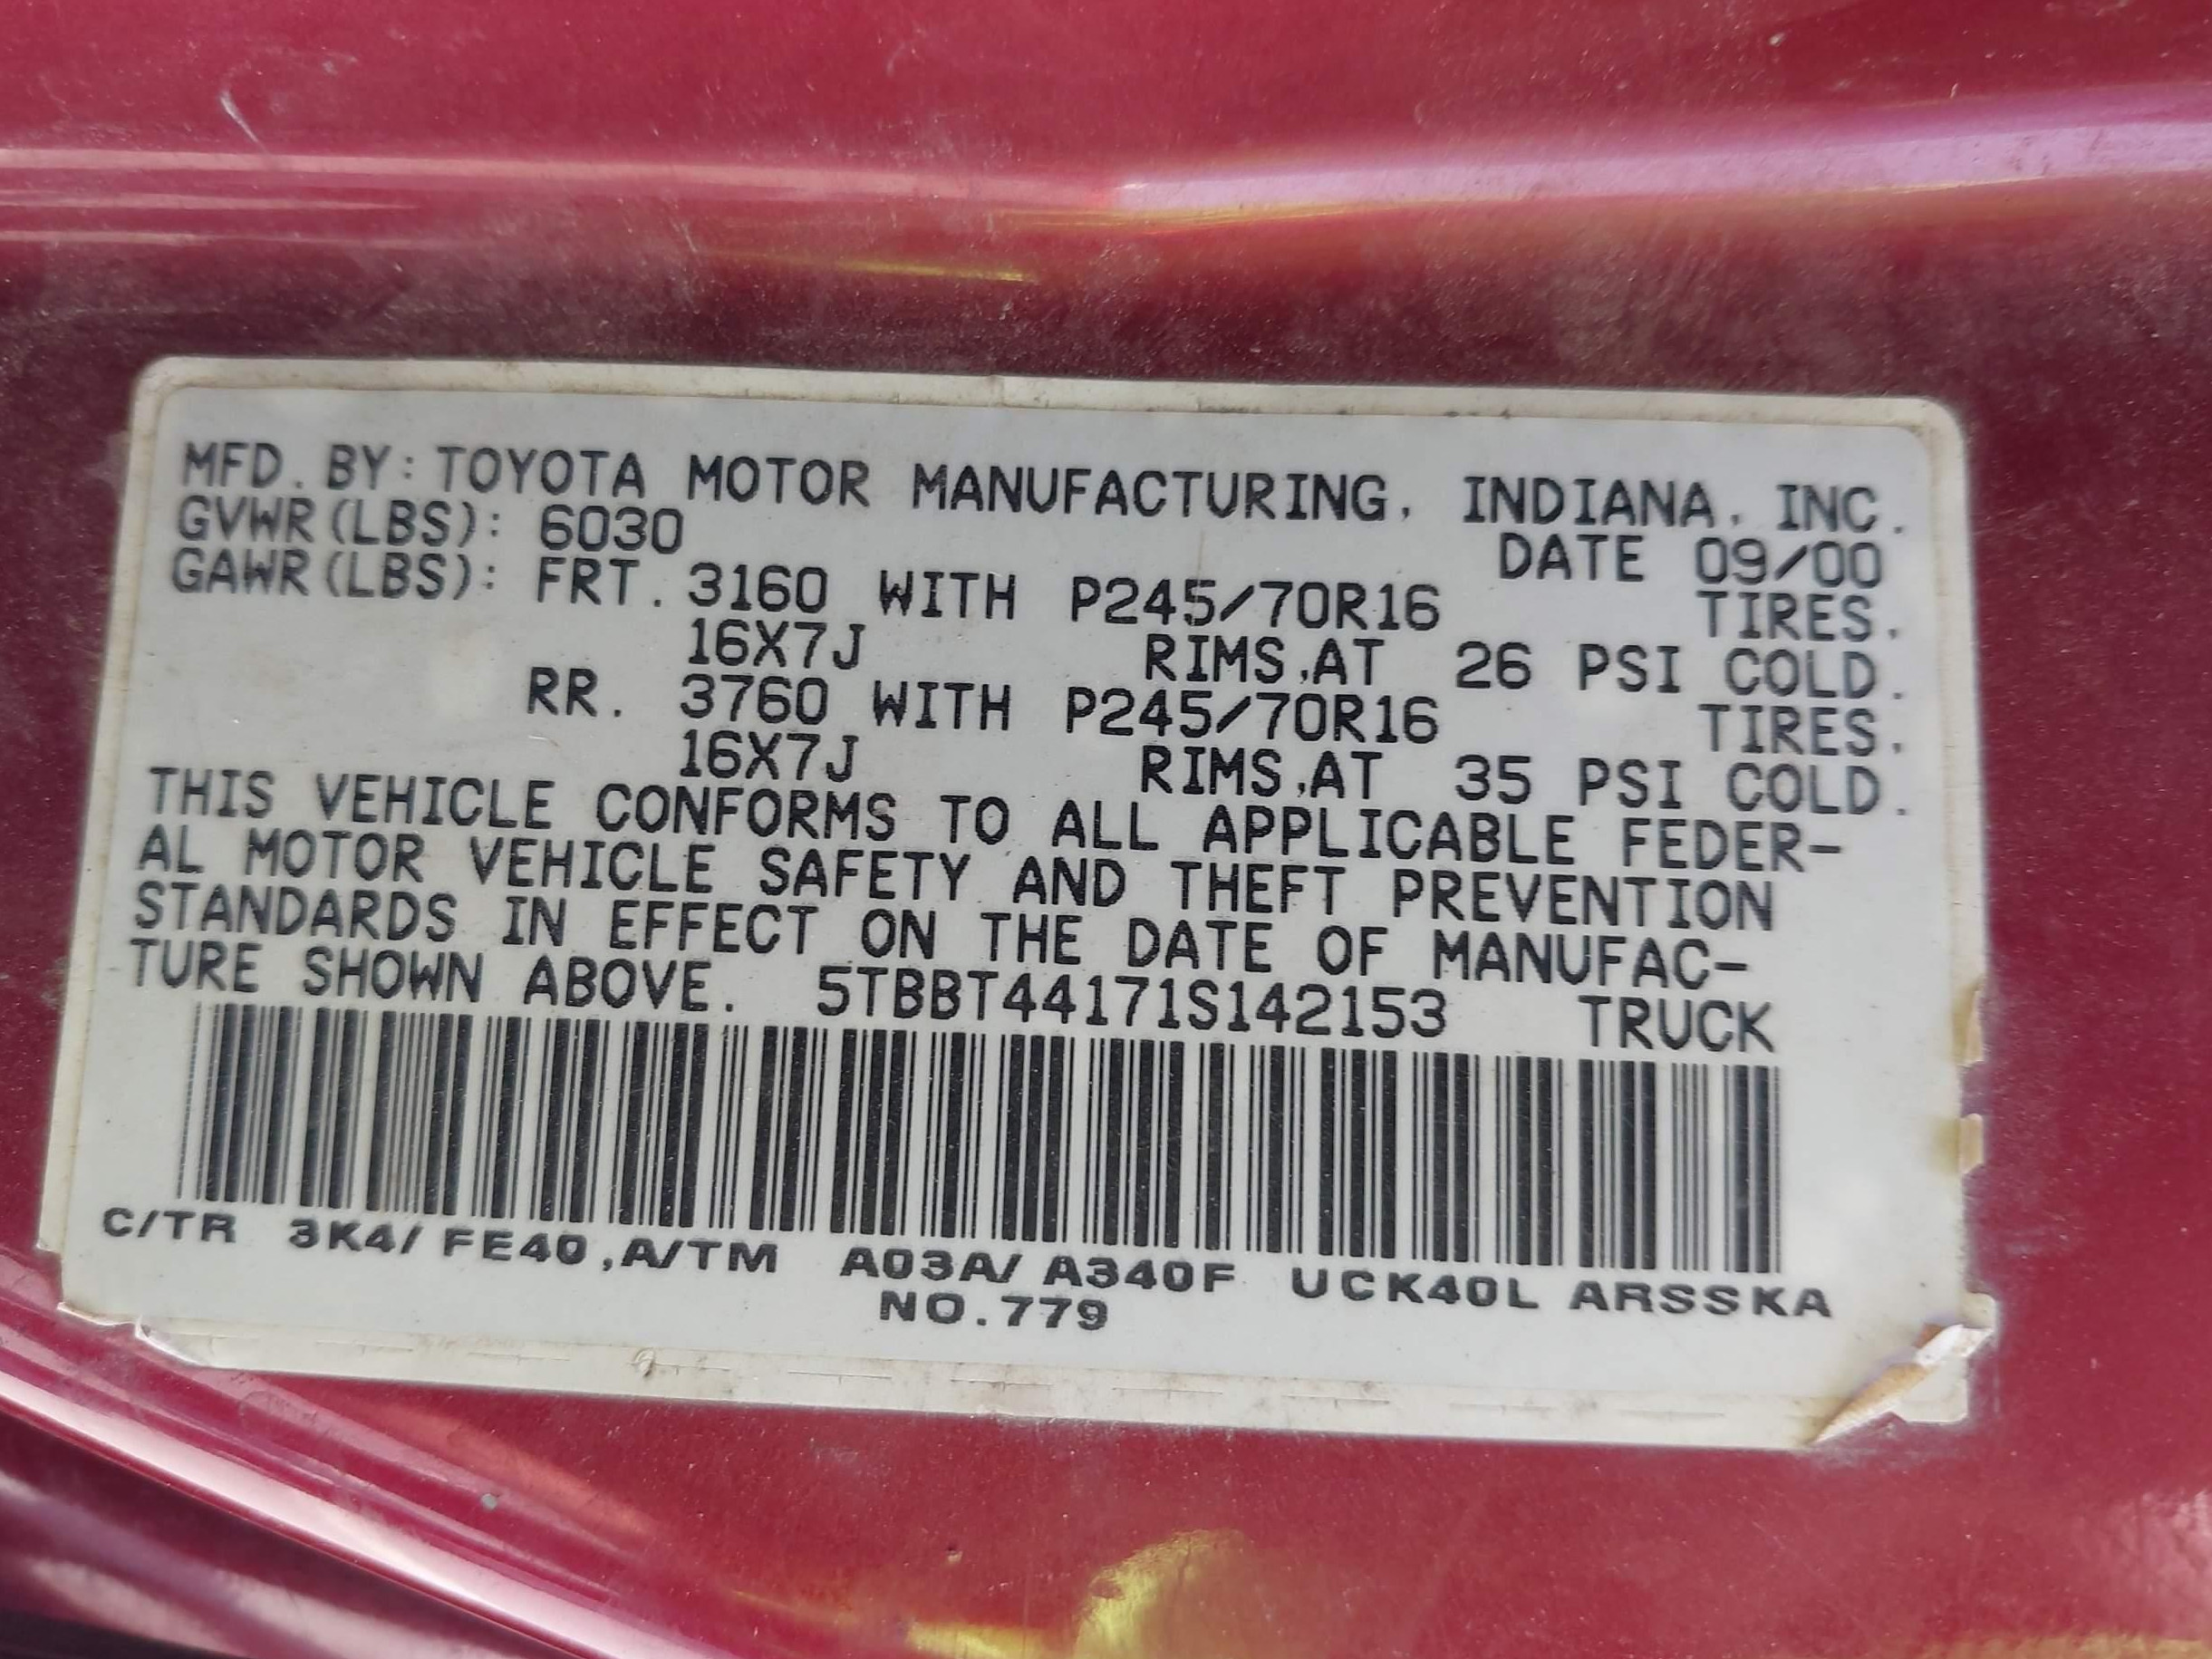 MFD. BY: TOYOTA MOTOR MANUFACTURING, INDIANA, INC.
GVWR(LBS): 6030 DATE 09/00
GAWR(LBS): FRT. 3160 WITH P245/70R16 TIRES,
16X7J RIMS,AT 26 PSI COLD.
RR. 3760 WITH P245/70R16 TIRES,
16X7J RIMS,AT 35 PSI COLD.
THIS VEHICLE CONFORMS TO ALL APPLICABLE FEDER-
AL MOTOR VEHICLE SAFETY AND THEFT PREVENTION
STANDARDS IN EFFECT ON THE DATE OF MANUFAC-
TURE SHOWN ABOVE. 5TBBT44171S142153 TRUCK
C/TR 3K4/ FE40 ,A/TM A03A/ A340F UCK40L ARSSKA
NO.779